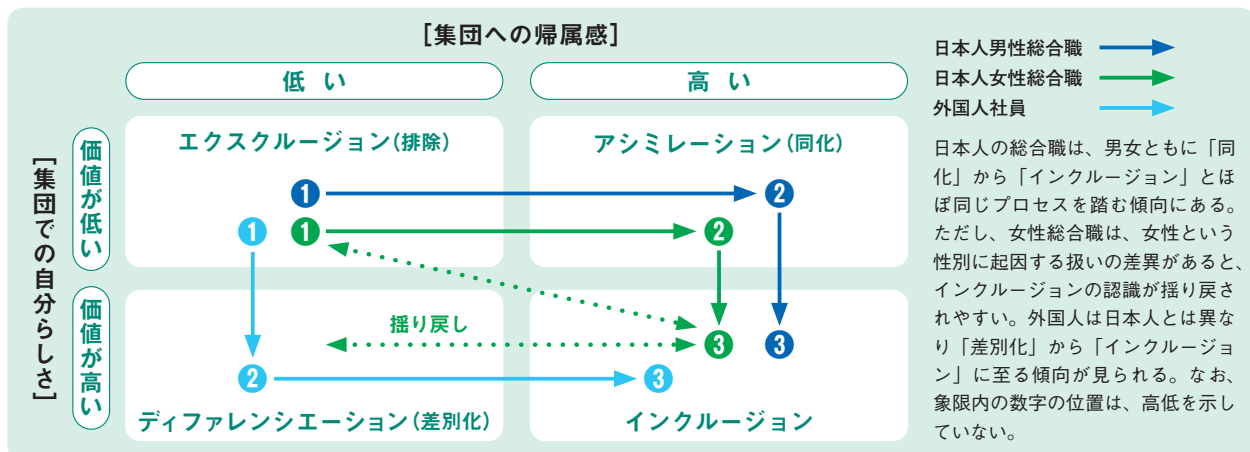 [集団への帰属感]
低い
高い
[集団での自分らしさ]
価値が低い
価値が高い
エクスクルージョン(排除)
アシミレーション(同化)
1
2
1
1
2
揺り戻し
3
3
2
3
ディファレンシエーション(差別化)
インクルージョン
日本人男性総合職
日本人女性総合職
外国人社員
日本人の総合職は、男女ともに「同
化」から「インクルージョン」とほ
ぼ同じプロセスを踏む傾向にある。
ただし、女性総合職は、女性という
性別に起因する扱いの差異があると、
インクルージョンの認識が揺り戻さ
れやすい。外国人は日本人とは異な
り「差別化」から「インクルージョ
ン」に至る傾向が見られる。なお、
象限内の数字の位置は、高低を示し
ていない。